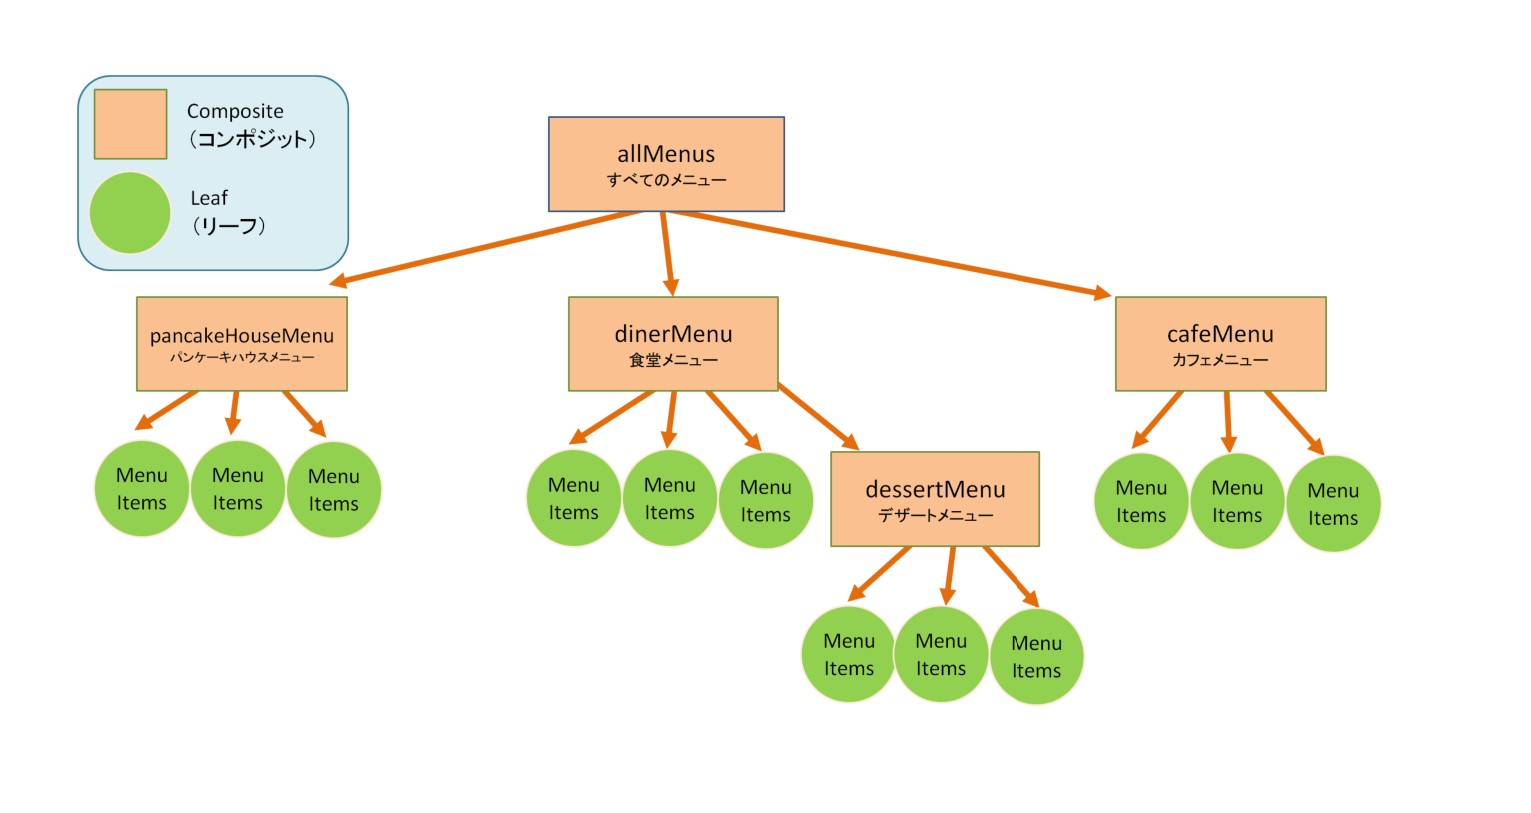 Composite
（コンポジット）
Leaf
（リーフ）
allMenus
すべてのメニュー
pancakeHouseMenu
パンケーキハウスメニュー
dinerMenu
食堂メニュー
cafeMenu
カフェメニュー
Menu
Items
Menu
Items
Menu
Items
Menu
Items
Menu
Items
Menu
Items
dessertMenu
デザートメニュー
Menu
Items
Menu
Items
Menu
Items
Menu
Items
Menu
Items
Menu
Items